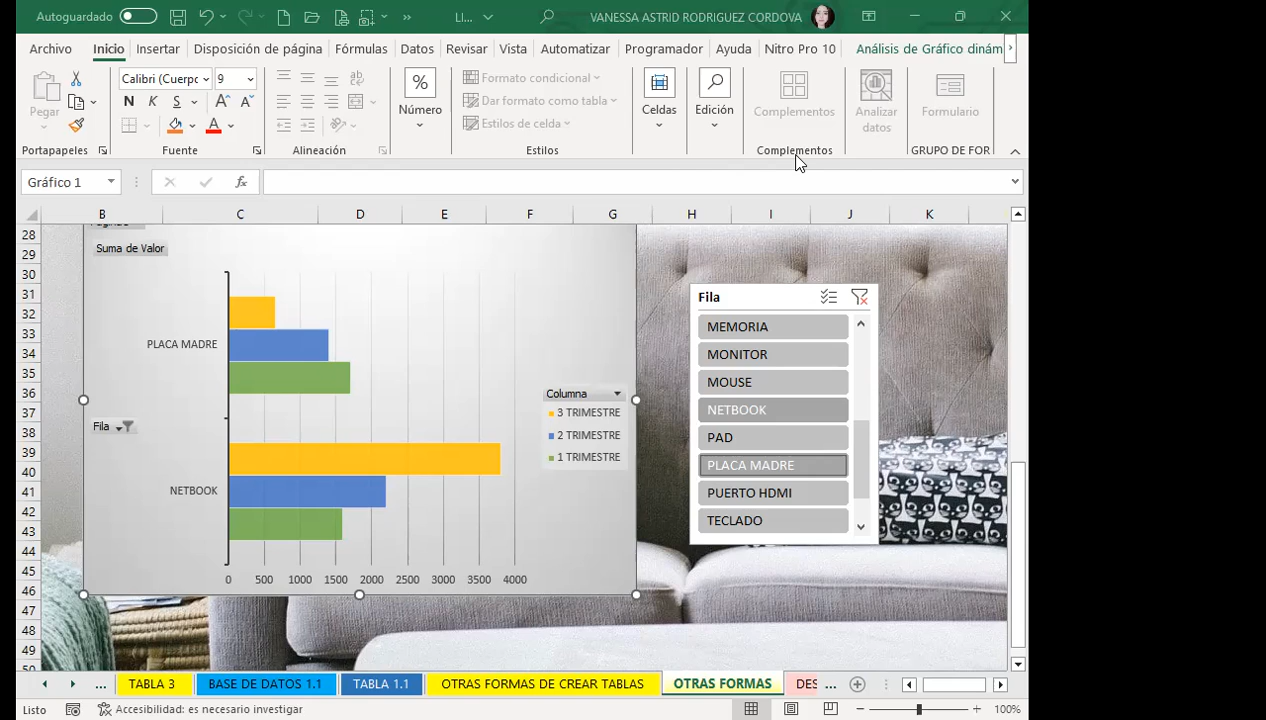 Autoguardado LI... VANESSA ASTRID RODRIGUEZ CORDOVA
Archivo Inicio Insertar Disposición de página Fórmulas Datos Revisar Vista Automatizar Programador Ayuda Nitro Pro 10 Análisis de Gráfico dinám
Calibri (Cuerpc 9
Pegar
N K S A A
A
% Número
Formato condicional
Dar formato como tabla
Estilos de celda
Celdas Edición Complementos Analizar datos Formulario
Portapapeles Fuente Alineación Estilos Complementos GRUPO DE FOR
Gráfico 1 fx
B C D E F G H I J K
28
29
30
31
32
33
34
35
36
37
38
39
40
41
42
43
44
45
46
47
48
49
50
Suma de Valor
PLACA MADRE
Fila
NETBOOK
0 500 1000 1500 2000 2500 3000 3500 4000
Columna
3 TRIMESTRE
2 TRIMESTRE
1 TRIMESTRE
Fila
MEMORIA
MONITOR
MOUSE
NETBOOK
PAD
PLACA MADRE
PUERTO HDMI
TECLADO
... TABLA 3 BASE DE DATOS 1.1 TABLA 1.1 OTRAS FORMAS DE CREAR TABLAS OTRAS FORMAS DES ...
Listo Accesibilidad: es necesario investigar 100%